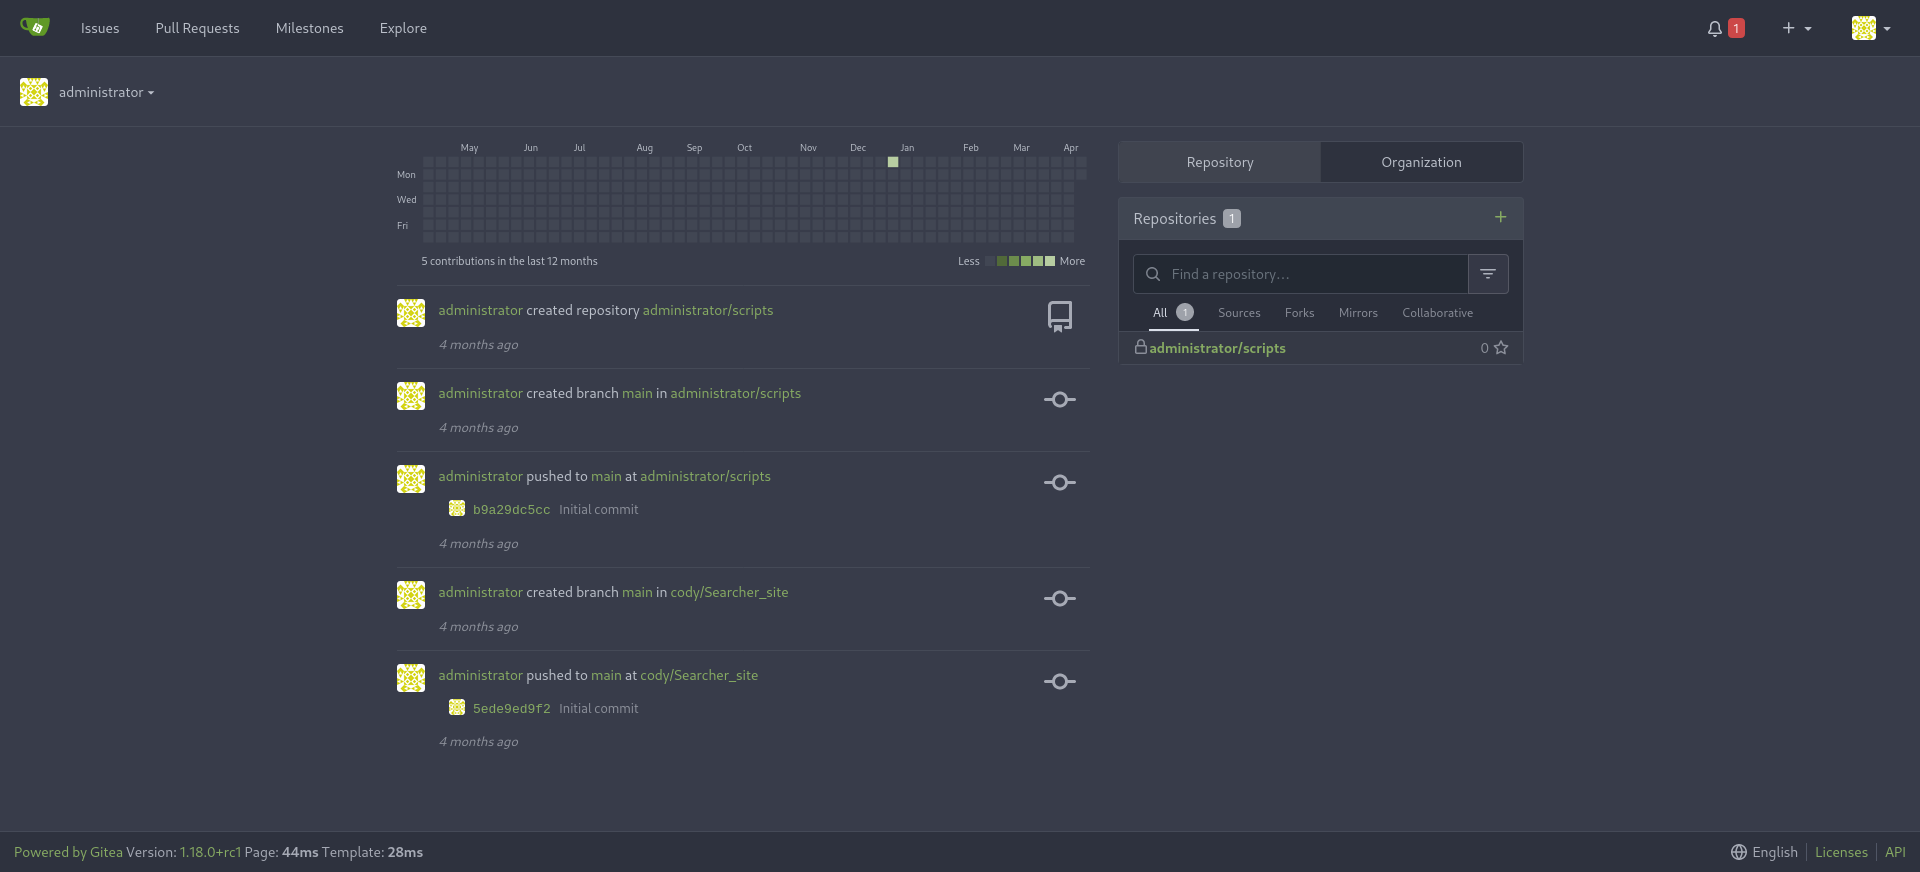 Issues Pull Requests Milestones Explore 1
administrator
May Jun Jul Aug Sep Oct Nov Dec Jan Feb Mar Apr
Mon
Wed
Fri
5 contributions in the last 12 months Less More
administrator created repository administrator/scripts
4 months ago
administrator created branch main in administrator/scripts
4 months ago
administrator pushed to main at administrator/scripts
b9a29dc5cc Initial commit
4 months ago
administrator created branch main in cody/Searcher_site
4 months ago
administrator pushed to main at cody/Searcher_site
5ede9ed9f2 Initial commit
4 months ago
Repository Organization
Repositories 1
Find a repository...
All 1 Sources Forks Mirrors Collaborative
administrator/scripts 0
Powered by Gitea Version: 1.18.0+rc1 Page: 44ms Template: 28ms English Licenses API